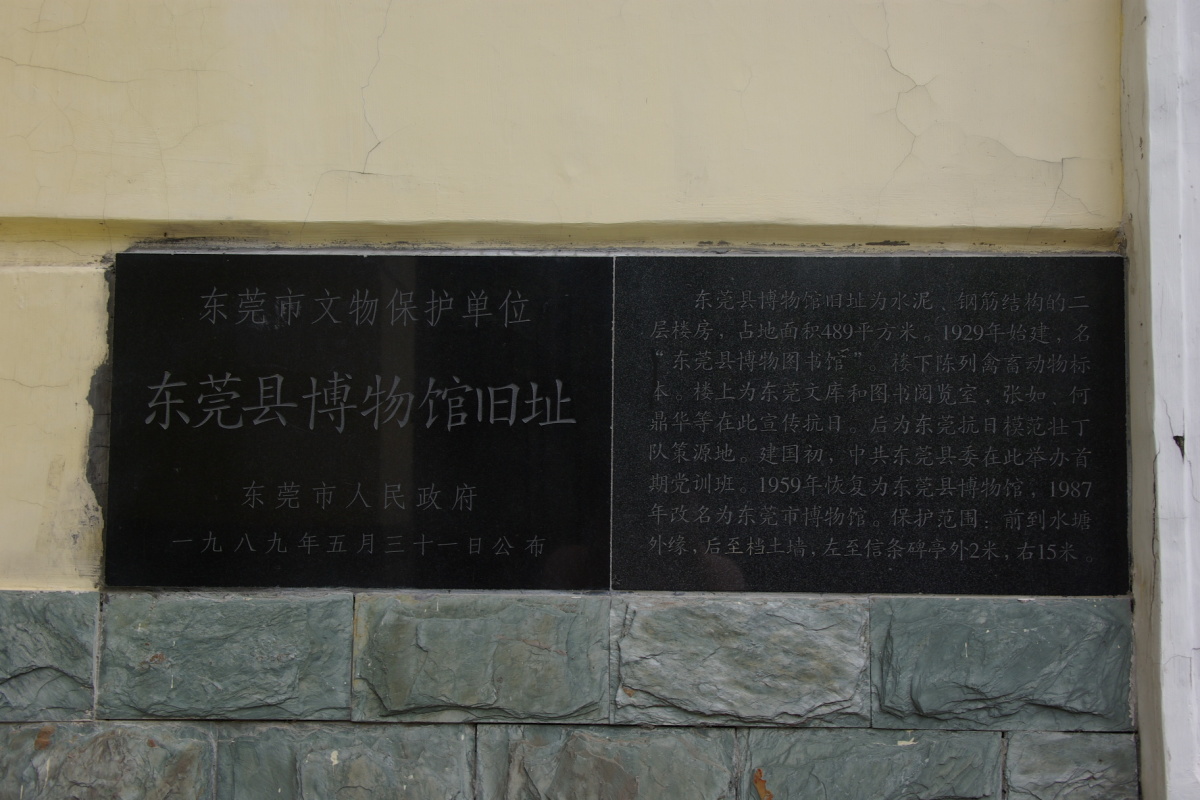 东莞市文物保护单位
东莞县博物馆旧址
东莞市人民政府
一九八九年五月三十一日公布
东莞县博物馆旧址为水泥、钢筋结构的二
层楼房，占地面积489平方米。1929年始建，名
“东莞县博物图书馆”。楼下陈列禽畜动物标
本。楼上为东莞文库和图书阅览室，张如、何
鼎华等在此宣传抗日。后为东莞抗日模范壮丁
队策源地。建国初，中共东莞县委在此举办首
期党训班。1959年恢复为东莞县博物馆，1987
年改名为东莞市博物馆。保护范围：前到水塘
外缘，后至档土墙，左至信条碑亭外2米，右15米。